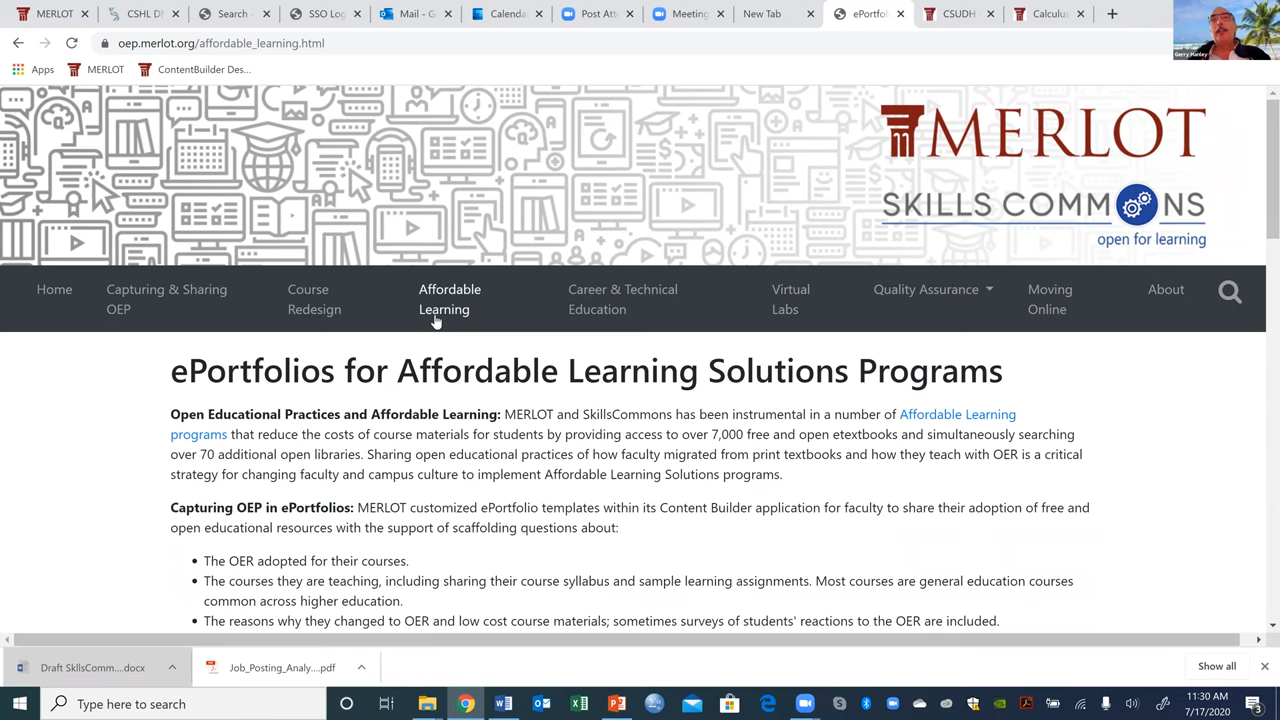 MERLOT
CSHL DN
Search -
SSO Log
Mail - G
Calenda
Post Att
Meeting
New Tab
ePortfol
CSUDH
Calculus
oep.merlot.org/affordable_learning.html
Gerry Hanley
Apps
MERLOT
ContentBuilder Des...
MERLOT
SKILLS COMMONS
open for learning
Home
Capturing & Sharing
OEP
Course
Redesign
Affordable
Learning
Career & Technical
Education
Virtual
Labs
Quality Assurance
Moving
Online
About
ePortfolios for Affordable Learning Solutions Programs
Open Educational Practices and Affordable Learning: MERLOT and SkillsCommons has been instrumental in a number of Affordable Learning
programs that reduce the costs of course materials for students by providing access to over 7,000 free and open etextbooks and simultaneously searching
over 70 additional open libraries. Sharing open educational practices of how faculty migrated from print textbooks and how they teach with OER is a critical
strategy for changing faculty and campus culture to implement Affordable Learning Solutions programs.
Capturing OEP in ePortfolios: MERLOT customized ePortfolio templates within its Content Builder application for faculty to share their adoption of free and
open educational resources with the support of scaffolding questions about:
• The OER adopted for their courses.
• The courses they are teaching, including sharing their course syllabus and sample learning assignments. Most courses are general education courses
common across higher education.
• The reasons why they changed to OER and low cost course materials; sometimes surveys of students' reactions to the OER are included.
Draft SkllsComm....docx
Job_Posting_Analy....pdf
Show all
Type here to search
11:30 AM
7/17/2020
3